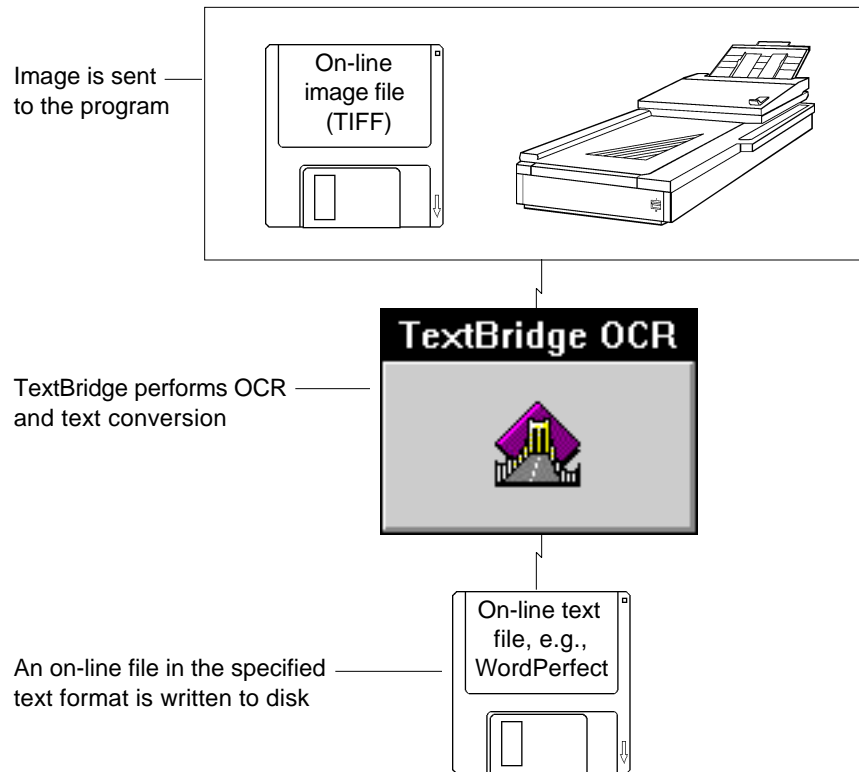 Image is sent
to the program
On-line
image file
(TIFF)
TextBridge OCR
TextBridge performs OCR
and text conversion
On-line text
file, e.g.,
WordPerfect
An on-line file in the specified
text format is written to disk